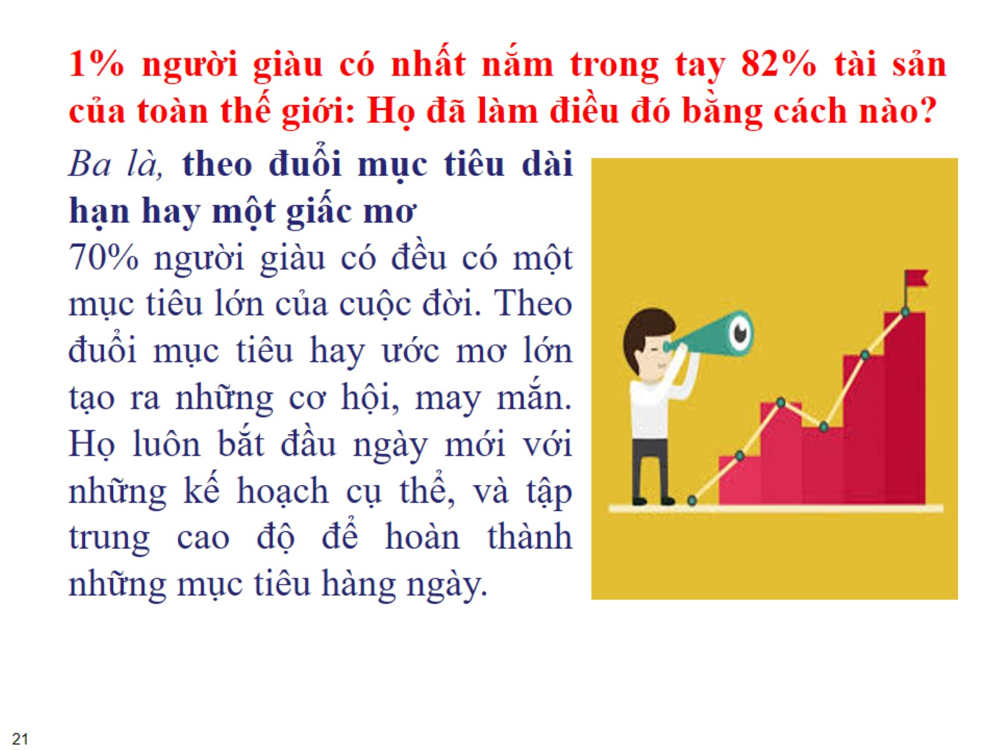 1% người giàu có nhất nắm trong tay 82% tài sản
của toàn thế giới: Họ đã làm điều đó bằng cách nào?
Ba là, theo đuổi mục tiêu dài
hạn hay một giấc mơ
70% người giàu có đều có một
mục tiêu lớn của cuộc đời. Theo
đuổi mục tiêu hay ước mơ lớn
tạo ra những cơ hội, may mắn.
Họ luôn bắt đầu ngày mới với
những kế hoạch cụ thể, và tập
trung cao độ để hoàn thành
những mục tiêu hàng ngày.
21